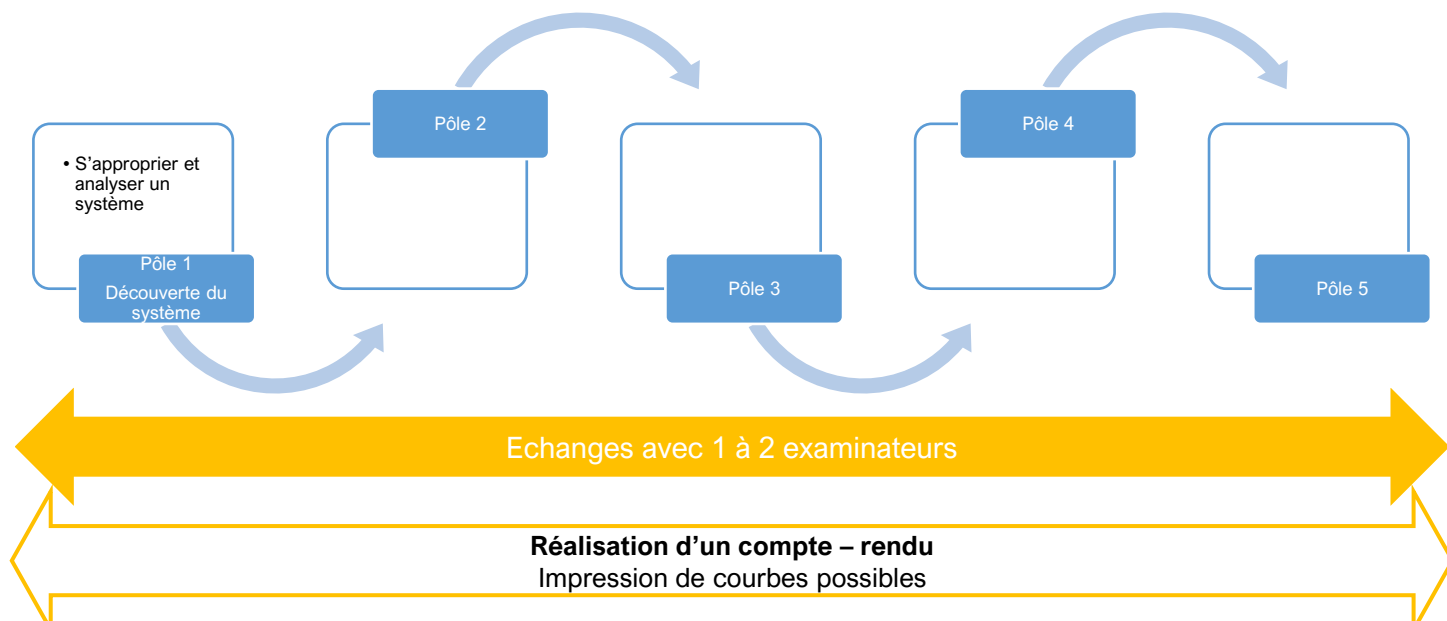 • S'approprier et
analyser un
système
Pôle 1
Découverte du
système
Pôle 2
Pôle 3
Pôle 4
Pôle 5
Echanges avec 1 à 2 examinateurs
Réalisation d'un compte – rendu
Impression de courbes possibles